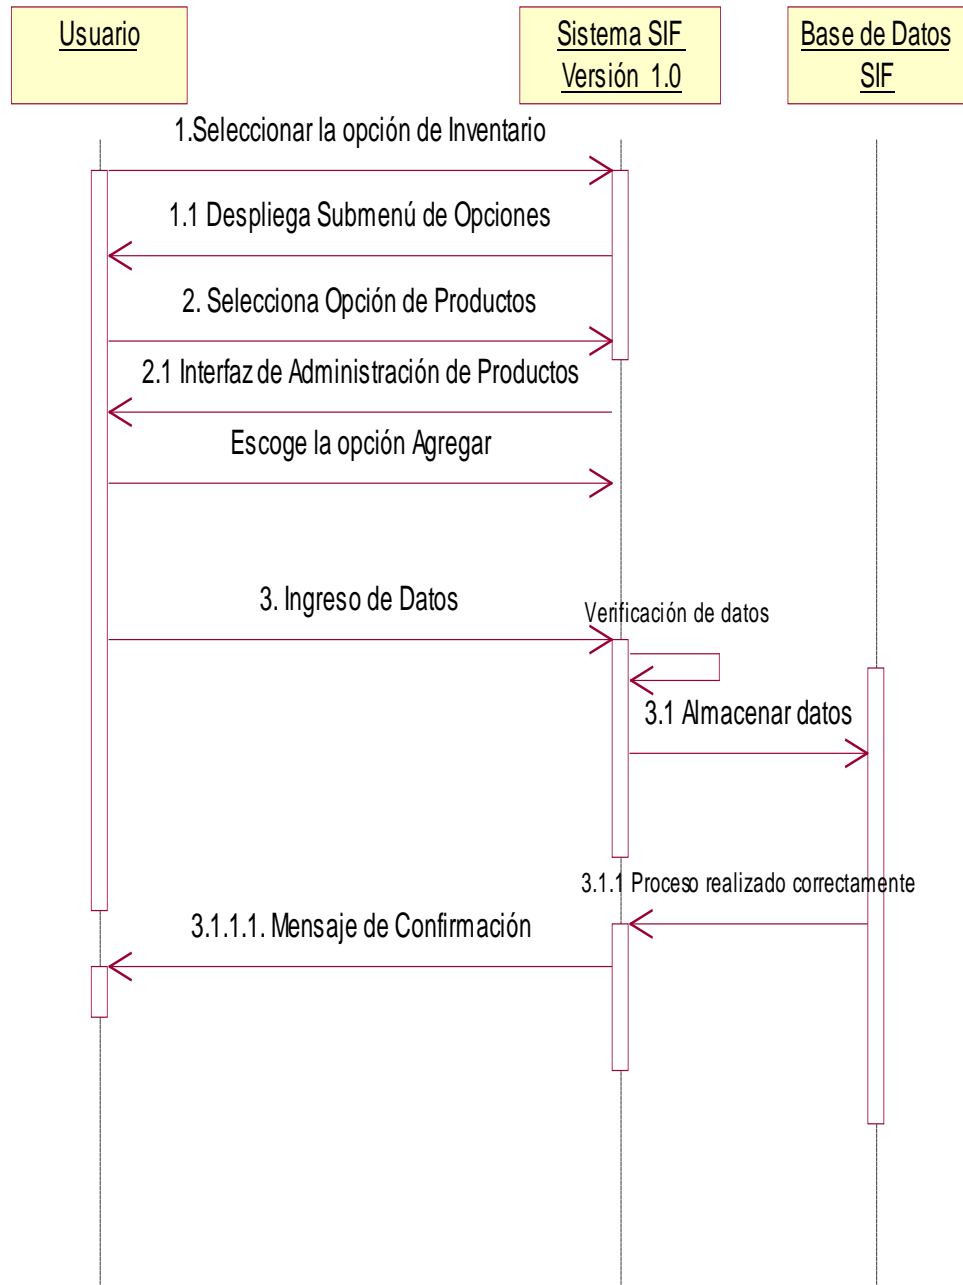 Usuario
Sistema SIF
Versión 1.0
Base de Datos
SIF
1.Seleccionar la opción de Inventario
1.1 Despliega Submenú de Opciones
2. Selecciona Opción de Productos
2.1 Interfaz de Administración de Productos
Escoge la opción Agregar
3. Ingreso de Datos
Verificación de datos
3.1 Almacenar datos
3.1.1 Proceso realizado correctamente
3.1.1.1. Mensaje de Confirmación